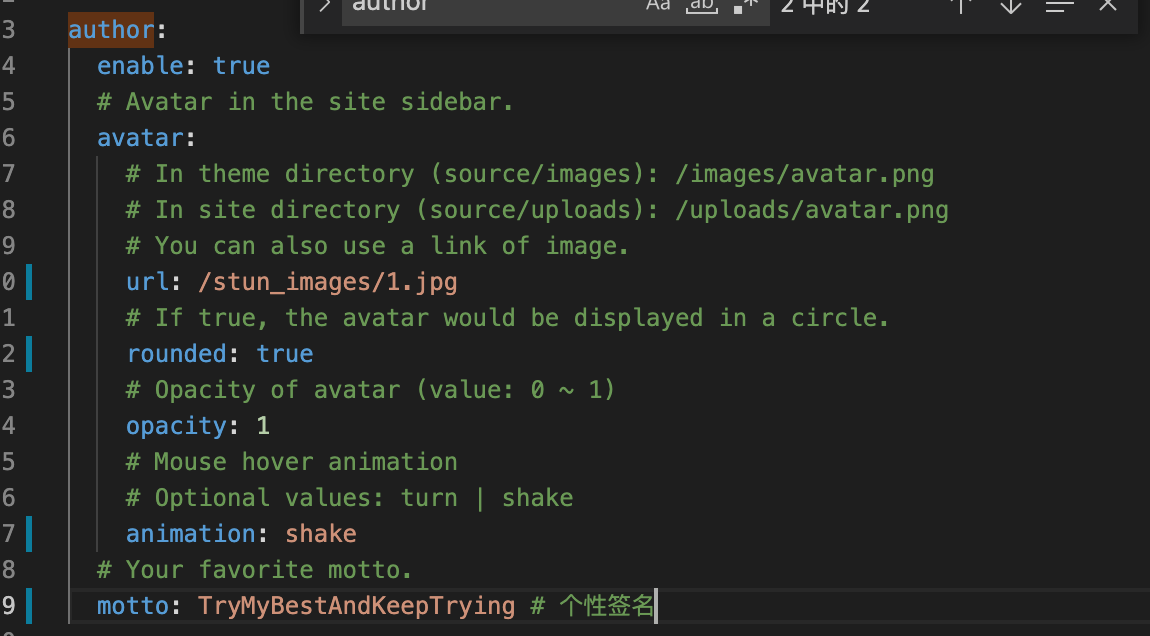 author Aa ab .* 2 中的 2
3 author:
4 enable: true
5 # Avatar in the site sidebar.
6 avatar:
7 # In theme directory (source/images): /images/avatar.png
8 # In site directory (source/uploads): /uploads/avatar.png
9 # You can also use a link of image.
0 url: /stun_images/1.jpg
1 # If true, the avatar would be displayed in a circle.
2 rounded: true
3 # Opacity of avatar (value: 0 ~ 1)
4 opacity: 1
5 # Mouse hover animation
6 # Optional values: turn | shake
7 animation: shake
8 # Your favorite motto.
9 motto: TryMyBestAndKeepTrying # 个性签名